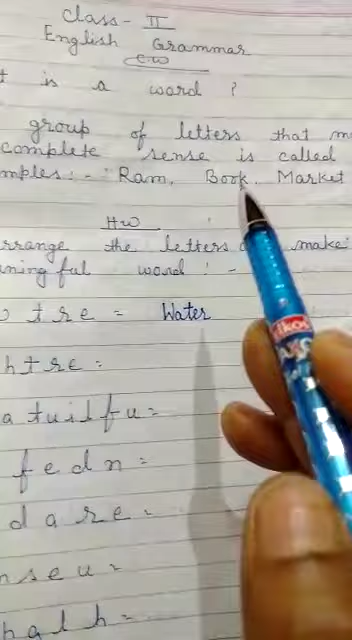 Class - II
English Grammar
CW
t is a word ?
group of letters that m
complete sense is called
mples:- Ram, Book, Market
HW
rrange the letters make
ningful word :-
o t r e = Water
h t r e =
a t u i l f u =
f e d n =
d a r e =
n s e u =
h a l h =